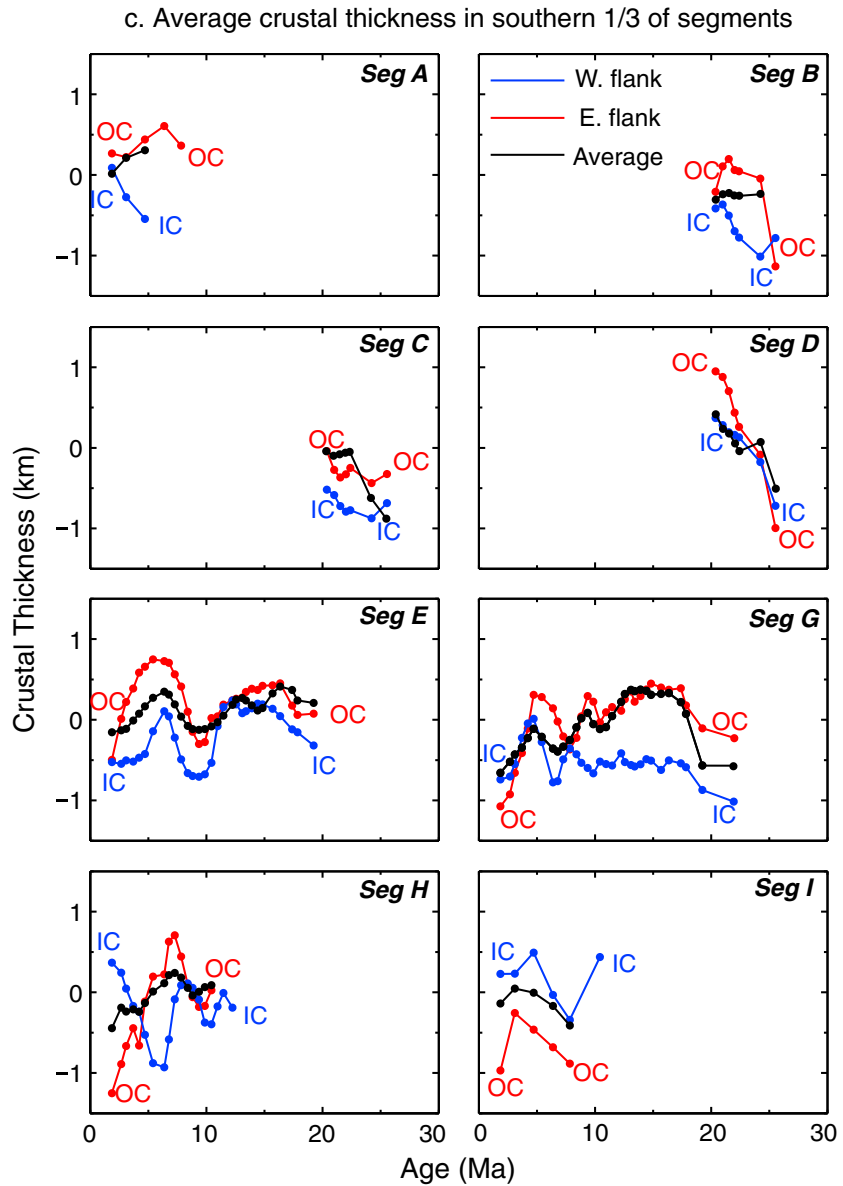 c. Average crustal thickness in southern 1/3 of segments
Seg A
1
0
−1
OC
OC
IC
IC
Seg B
W. flank
E. flank
Average
OC
IC
OC
IC
Seg C
1
0
−1
OC
OC
IC
IC
Seg D
OC
IC
IC
OC
Seg E
1
0
−1
OC
OC
IC
IC
Seg G
IC
OC
OC
IC
Seg H
1
0
−1
IC
OC
IC
OC
0 10 20 30
Seg I
IC
IC
OC
OC
0 10 20 30
Crustal Thickness (km)
Age (Ma)